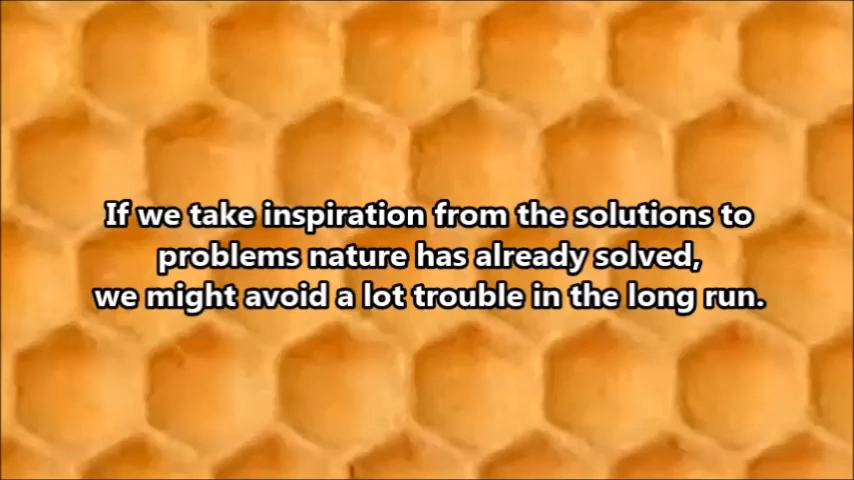 If we take inspiration from the solutions to
problems nature has already solved,
we might avoid a lot trouble in the long run.